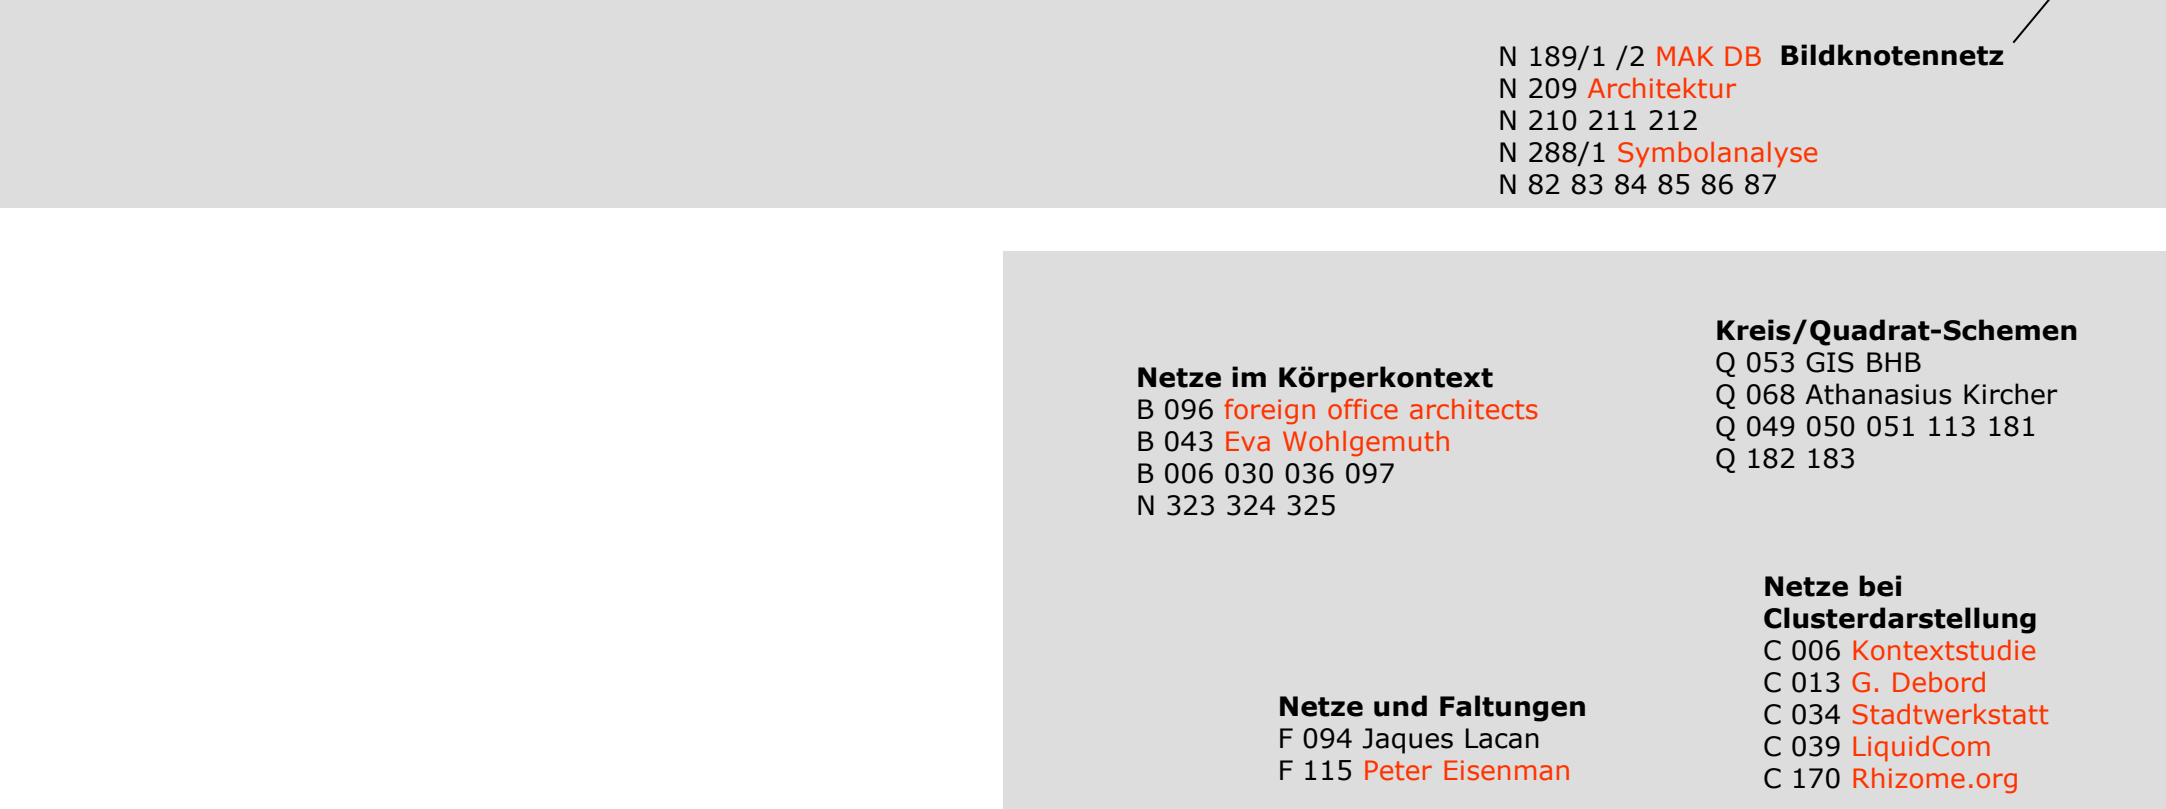 N 189/1 /2 MAK DB Bildknotennetz
N 209 Architektur
N 210 211 212
N 288/1 Symbolanalyse
N 82 83 84 85 86 87
Kreis/Quadrat-Schemen
Q 053 GIS BHB
Q 068 Athanasius Kircher
Q 049 050 051 113 181
Q 182 183
Netze im Körperkontext
B 096 foreign office architects
B 043 Eva Wohlgemuth
B 006 030 036 097
N 323 324 325
Netze bei
Clusterdarstellung
C 006 Kontextstudie
C 013 G. Debord
C 034 Stadtwerkstatt
C 039 LiquidCom
C 170 Rhizome.org
Netze und Faltungen
F 094 Jaques Lacan
F 115 Peter Eisenman